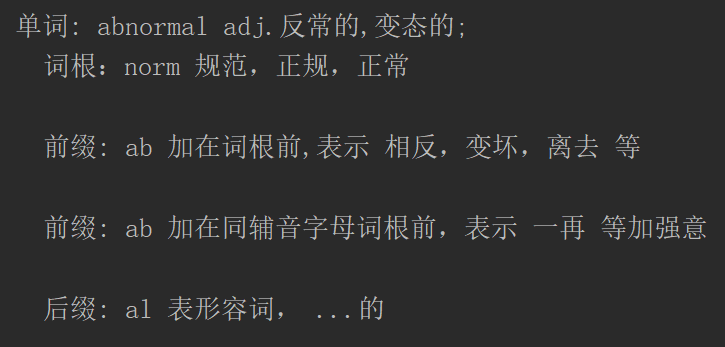 单词: abnormal adj.反常的,变态的;
词根：norm 规范，正规，正常
前缀: ab 加在词根前,表示 相反，变坏，离去 等
前缀: ab 加在同辅音字母词根前，表示 一再 等加强意
后缀: al 表形容词， ...的